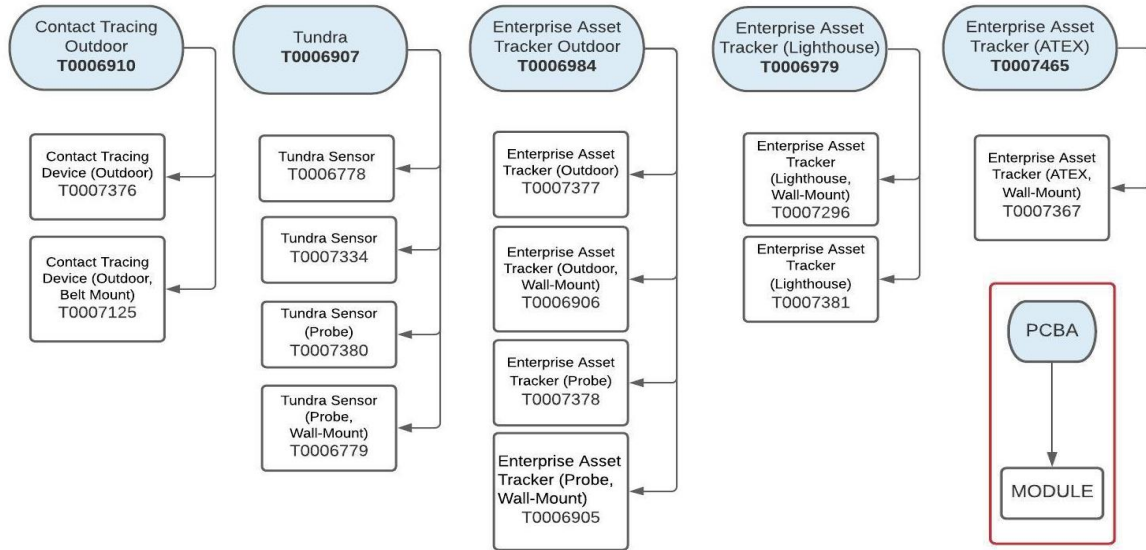 Contact Tracing
Outdoor
T0006910
Contact Tracing
Device (Outdoor)
T0007376
Contact Tracing
Device (Outdoor,
Belt Mount)
T0007125
Tundra
T0006907
Tundra Sensor
T0006778
Tundra Sensor
T0007334
Tundra Sensor
(Probe)
T0007380
Tundra Sensor
(Probe,
Wall-Mount)
T0006779
Enterprise Asset
Tracker Outdoor
T0006984
Enterprise Asset
Tracker (Outdoor)
T0007377
Enterprise Asset
Tracker (Outdoor,
Wall-Mount)
T0006906
Enterprise Asset
Tracker (Probe)
T0007378
Enterprise Asset
Tracker (Probe,
Wall-Mount)
T0006905
Enterprise Asset
Tracker (Lighthouse)
T0006979
Enterprise Asset
Tracker
(Lighthouse,
Wall-Mount)
T0007296
Enterprise Asset
Tracker
(Lighthouse)
T0007381
Enterprise Asset
Tracker (ATEX)
T0007465
Enterprise Asset
Tracker (ATEX,
Wall-Mount)
T0007367
PCBA
MODULE